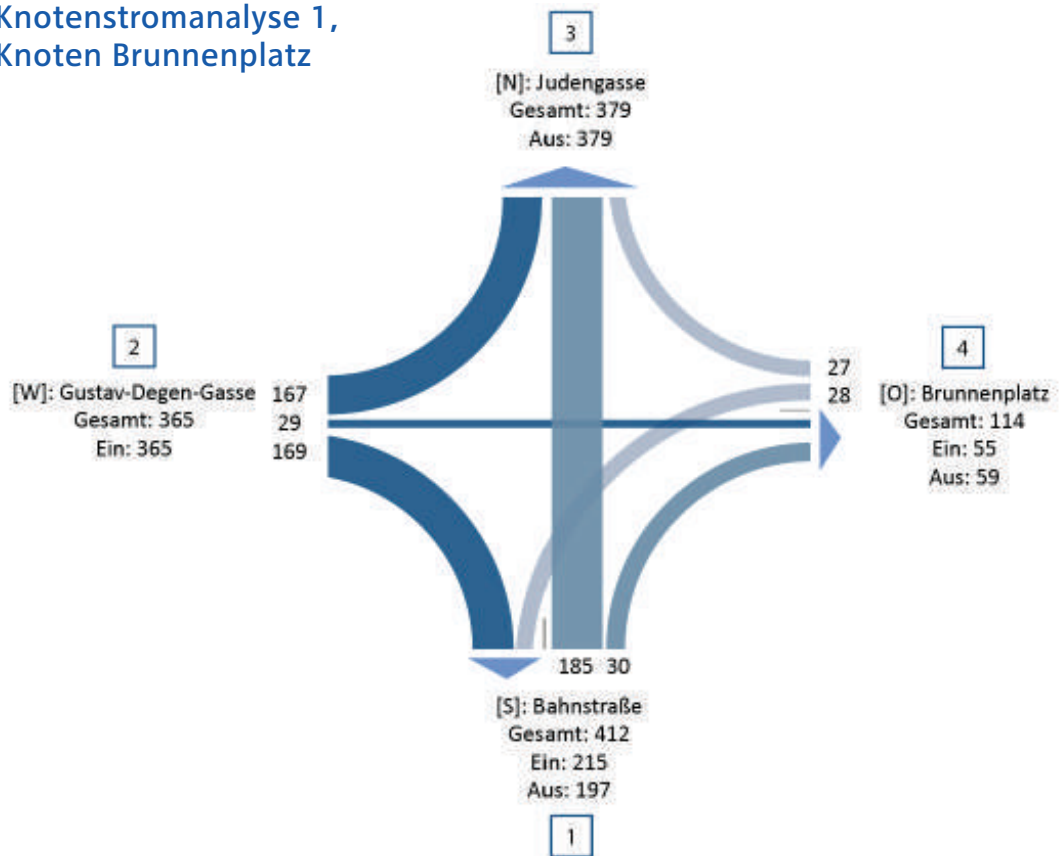 Knotenstromanalyse 1,
Knoten Brunnenplatz
3
[N]: Judengasse
Gesamt: 379
Aus: 379
2
[W]: Gustav-Degen-Gasse
Gesamt: 365
Ein: 365
167
29
169
27
28
4
[O]: Brunnenplatz
Gesamt: 114
Ein: 55
Aus: 59
185 30
[S]: Bahnstraße
Gesamt: 412
Ein: 215
Aus: 197
1